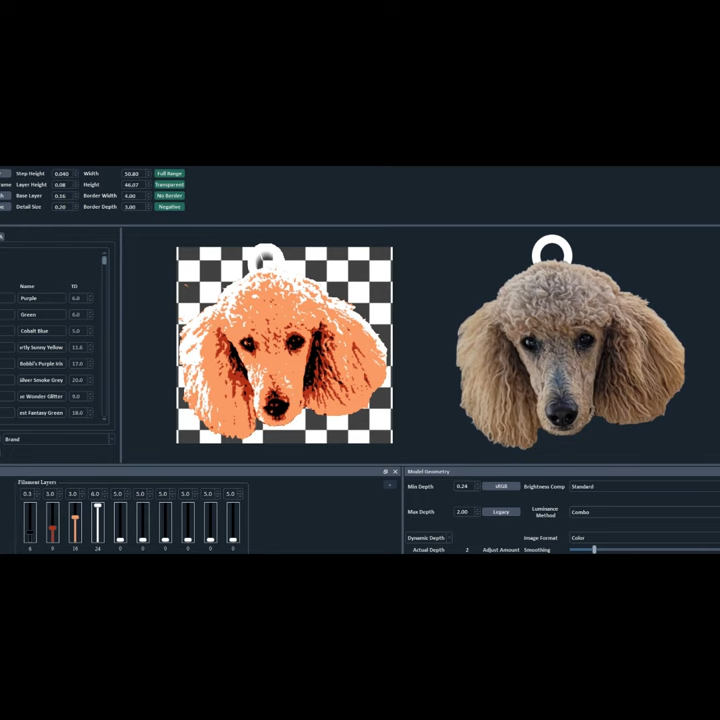 Step Height 0.040 Width 50.80 Full Range
Layer Height 0.08 Height 46.07 Transparent
Base Layer 0.16 Border Width 4.00 No Border
Detail Size 0.20 Border Depth 3.00 Negative
Name TD
Purple 6.0
Green 6.0
Cobalt Blue 5.0
rtly Sunny Yellow 11.6
Bobbi's Purple Iris 17.0
ilver Smoke Grey 20.0
se Wonder Glitter 9.0
est Fantasy Green 18.0
Brand
Filament Layers
0.3 3.0 3.0 6.0 5.0 5.0 5.0 5.0 5.0 5.0
6 9 16 24 0 0 0 0 0 0
Model Geometry
Min Depth 0.24 sRGB Brightness Comp Standard
Max Depth 2.00 Legacy Luminance Method Combo
Dynamic Depth Image Format Color
Actual Depth 2 Adjust Amount Smoothing